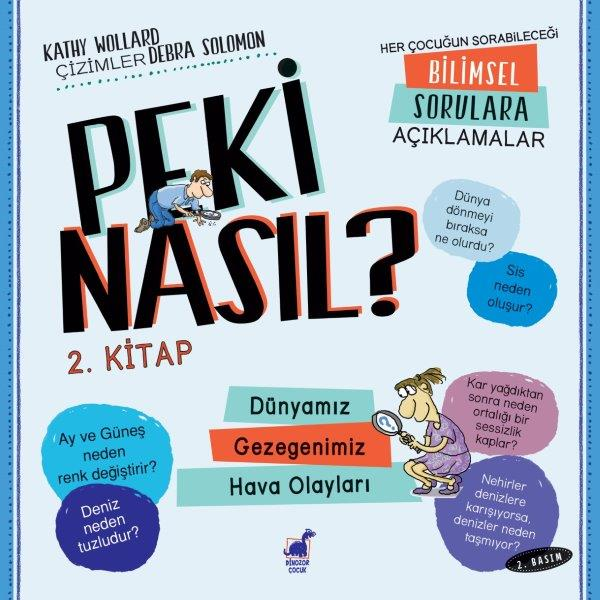 KATHY WOLLARD
ÇİZİMLER DEBRA SOLOMON
HER ÇOCUĞUN SORABİLECEĞİ
BİLİMSEL
SORULARA
AÇIKLAMALAR
PEKİ
NASIL?
2. KİTAP
Dünya
dönmeyi
bıraksa
ne olurdu?
Sis
neden
oluşur?
Dünyamız
Gezegenimiz
Hava Olayları
?
Kar yağdıktan
sonra neden
ortalığı bir
sessizlik
kaplar?
Ay ve Güneş
neden
renk değiştirir?
Deniz
neden
tuzludur?
Nehirler
denizlere
karışıyorsa,
denizler neden
taşmıyor?
2. BASIM
DİNOZOR
ÇOCUK